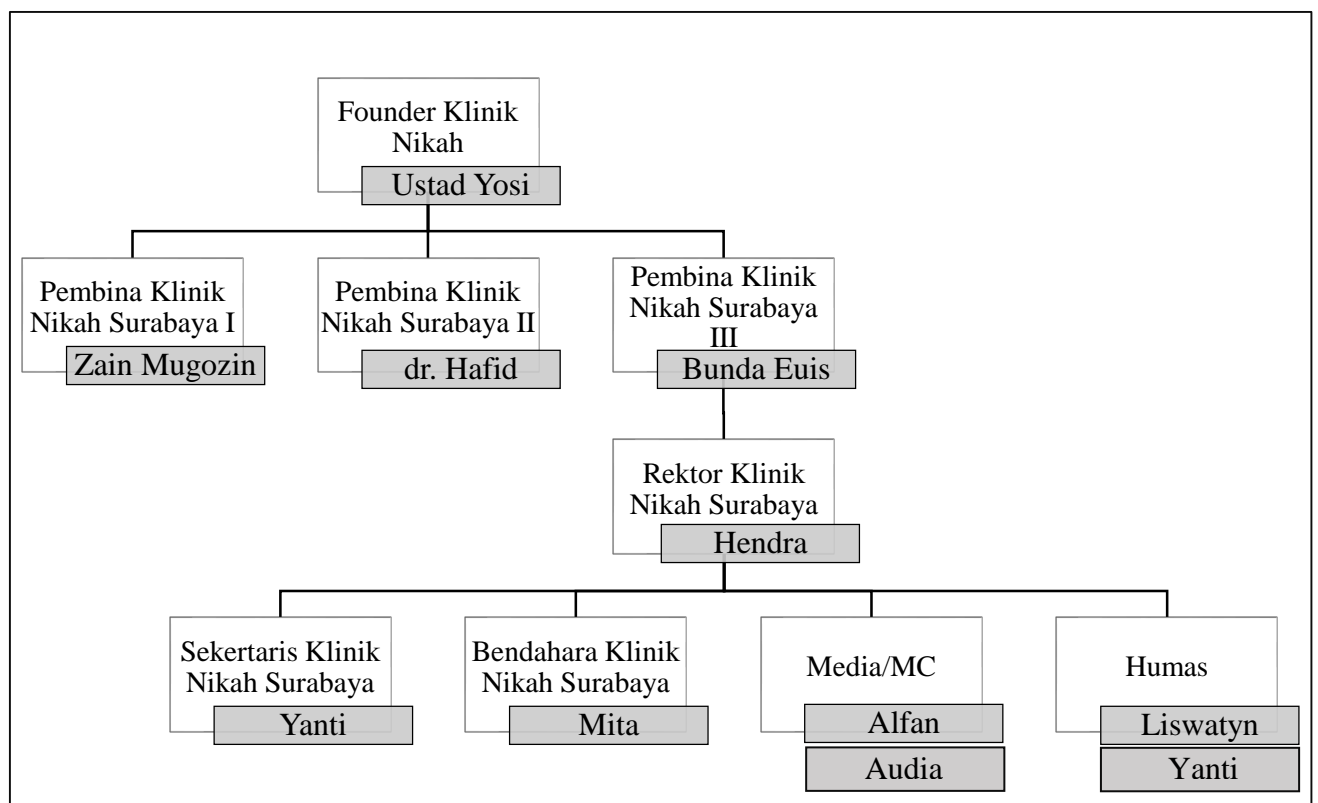 Founder Klinik
Nikah
Ustad Yosi
Pembina Klinik
Nikah Surabaya I
Zain Mugozin
Pembina Klinik
Nikah Surabaya II
dr. Hafid
Pembina Klinik
Nikah Surabaya
III
Bunda Euis
Rektor Klinik
Nikah Surabaya
Hendra
Sekertaris Klinik
Nikah Surabaya
Yanti
Bendahara Klinik
Nikah Surabaya
Mita
Media/MC
Alfan
Audia
Humas
Liswatyn
Yanti